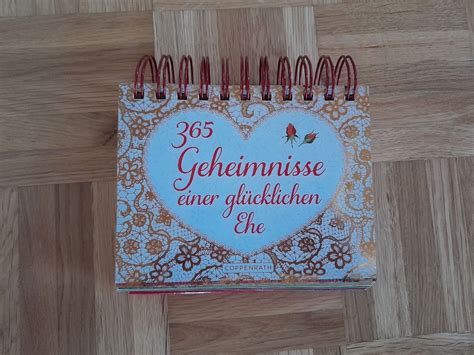 365
Geheimnisse
einer glücklichen
Ehe
COPPENRATH